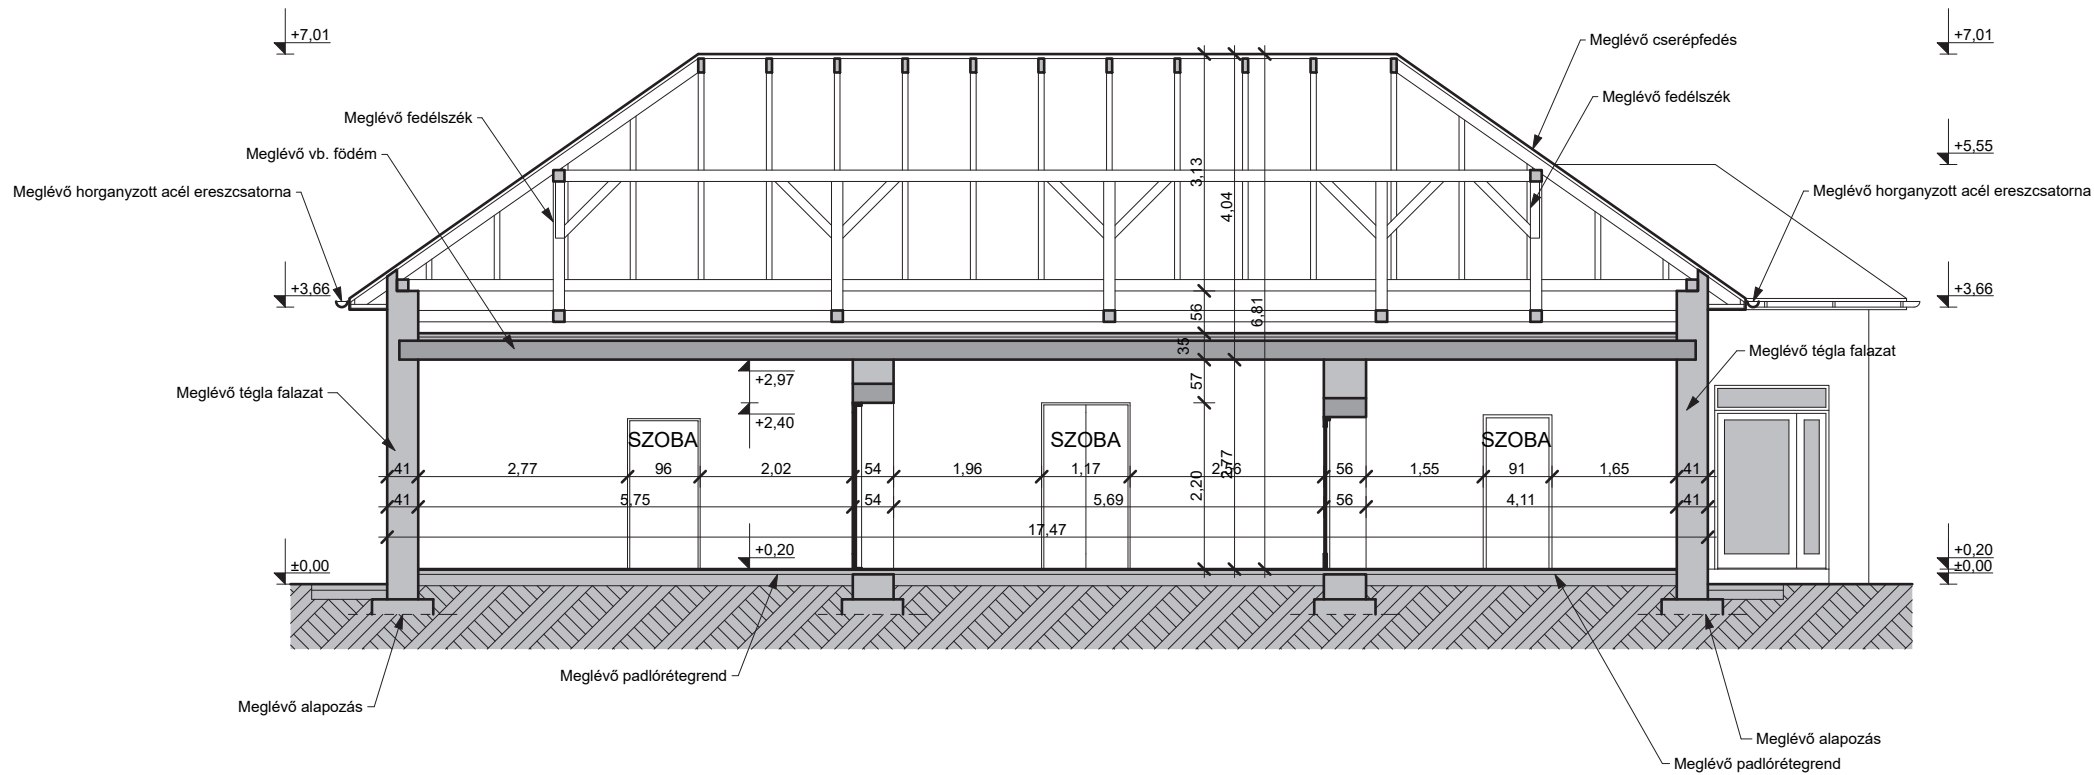 +7,01
+7,01
Meglévő cserépfedés
Meglévő fedélszék
Meglévő fedélszék
Meglévő vb. födém
+5,55
Meglévő horganyzott acél ereszcsatorna
Meglévő horganyzott acél ereszcsatorna
3,13
4,04
+3,66
+3,66
56
6,81
35
Meglévő tégla falazat
Meglévő tégla falazat
+2,97
57
+2,40
SZOBA
SZOBA
SZOBA
41
2,77
96
2,02
54
1,96
1,17
2,56
56
1,55
91
1,65
41
2,20
2,77
41
5,75
54
5,69
56
4,11
41
17,47
+0,20
+0,20
±0,00
±0,00
Meglévő padlórétegrend
Meglévő alapozás
Meglévő alapozás
Meglévő padlórétegrend